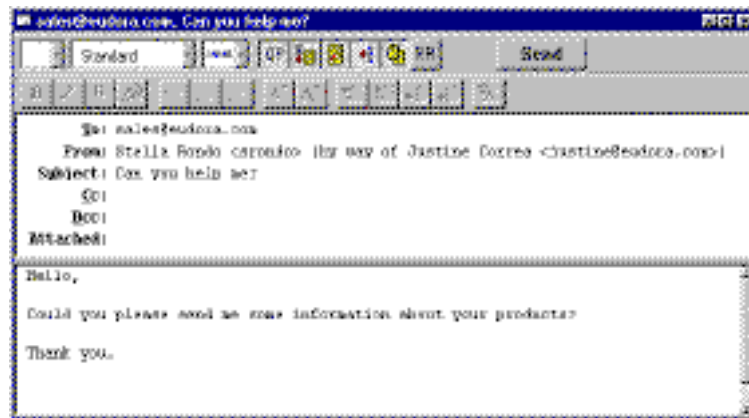 sales@eudora.com, Can you help me?
Standard
QP
RR
Send
To: sales@eudora.com
From: Stella Rondo (by way of Justine Correa <justine@eudora.com>)
Subject: Can you help me?
Cc:
Bcc:
Attached:
Hello,
Could you please send me some information about your products?
Thank you.